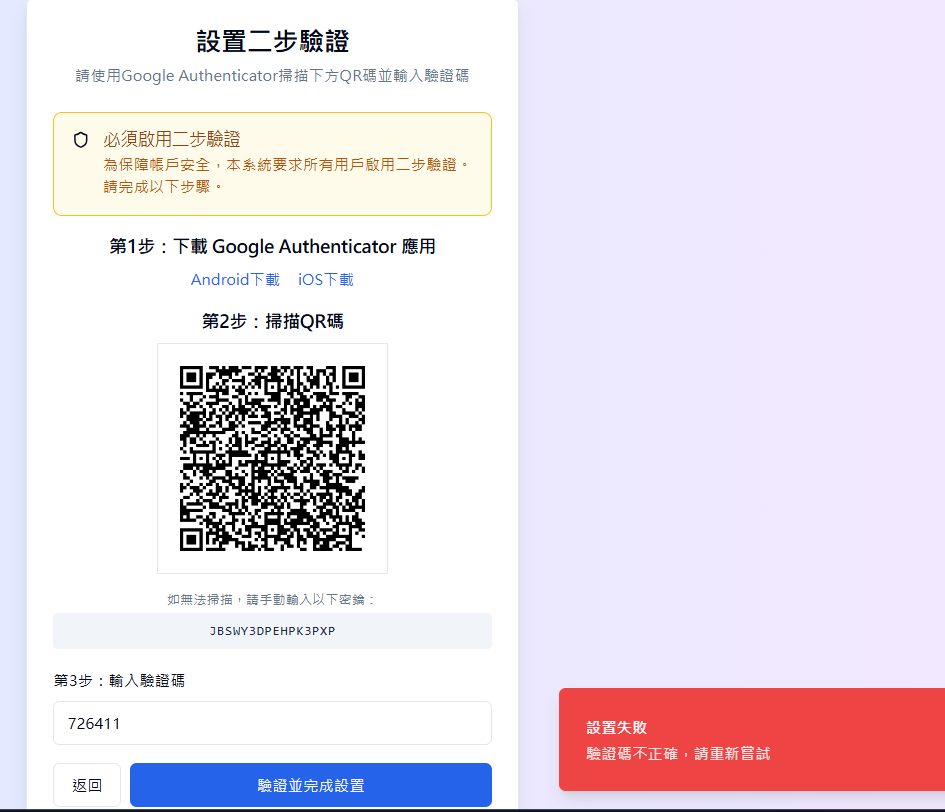 設置二步驗證
請使用Google Authenticator掃描下方QR碼並輸入驗證碼
必須啟用二步驗證
為保障帳戶安全，本系統要求所有用戶啟用二步驗證。
請完成以下步驟。
第1步：下載 Google Authenticator 應用
Android下載 iOS下載
第2步：掃描QR碼
如無法掃描，請手動輸入以下密鑰：
JBSWY3DPEHPK3PXP
第3步：輸入驗證碼
726411
返回 驗證並完成設置
設置失敗
驗證碼不正確，請重新嘗試